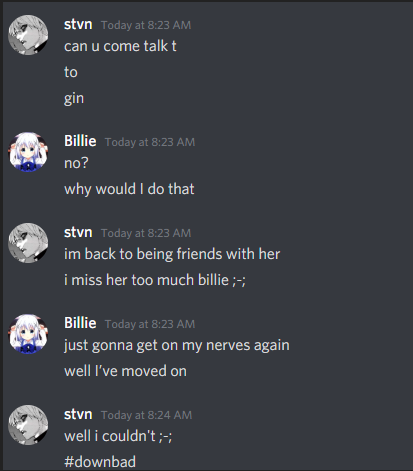 stvn Today at 8:23 AM
can u come talk t
to
gin
Billie Today at 8:23 AM
no?
why would I do that
stvn Today at 8:23 AM
im back to being friends with her
i miss her too much billie ;-;
Billie Today at 8:23 AM
just gonna get on my nerves again
well I've moved on
stvn Today at 8:24 AM
well i couldn't ;-;
#downbad